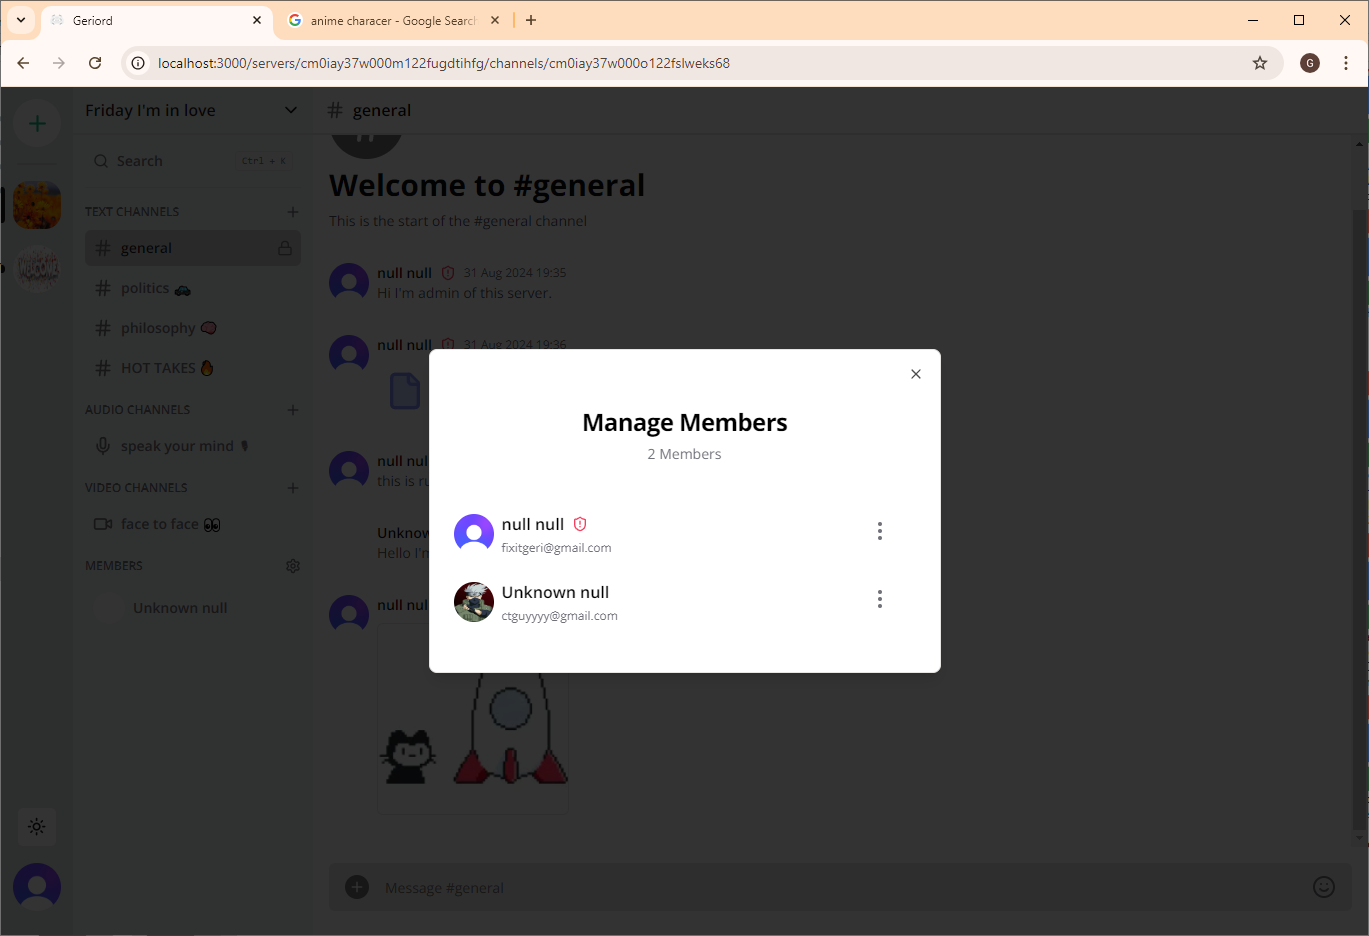 Geriord
anime characer - Google Search
localhost:3000/servers/cm0iay37w000m122fugdtihfg/channels/cm0iay37w000o122fslweks68
G
Friday I'm in love
# general
Search
Ctrl + K
WELCOME
TEXT CHANNELS
# general
# politics
# philosophy
# HOT TAKES
AUDIO CHANNELS
speak your mind
VIDEO CHANNELS
face to face
MEMBERS
Unknown null
Welcome to #general
This is the start of the #general channel
null null 31 Aug 2024 19:35
Hi I'm admin of this server.
null null 31 Aug 2024 19:36
null nul
this is
Unknow
Hello I'm
null nul
Manage Members
2 Members
null null
fixitgeri@gmail.com
Unknown null
ctguyyyy@gmail.com
Message #general